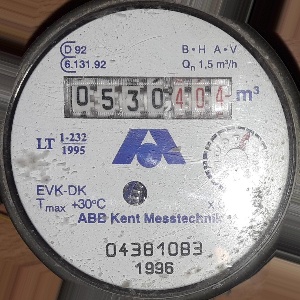 D 92
6.131.92
B · H A · V
Qn 1,5 m³/h
0530404 m³
LT 1-232
1995
EVK-DK
Tmax +30°C
ABB Kent Messtechnik
04381083
1996